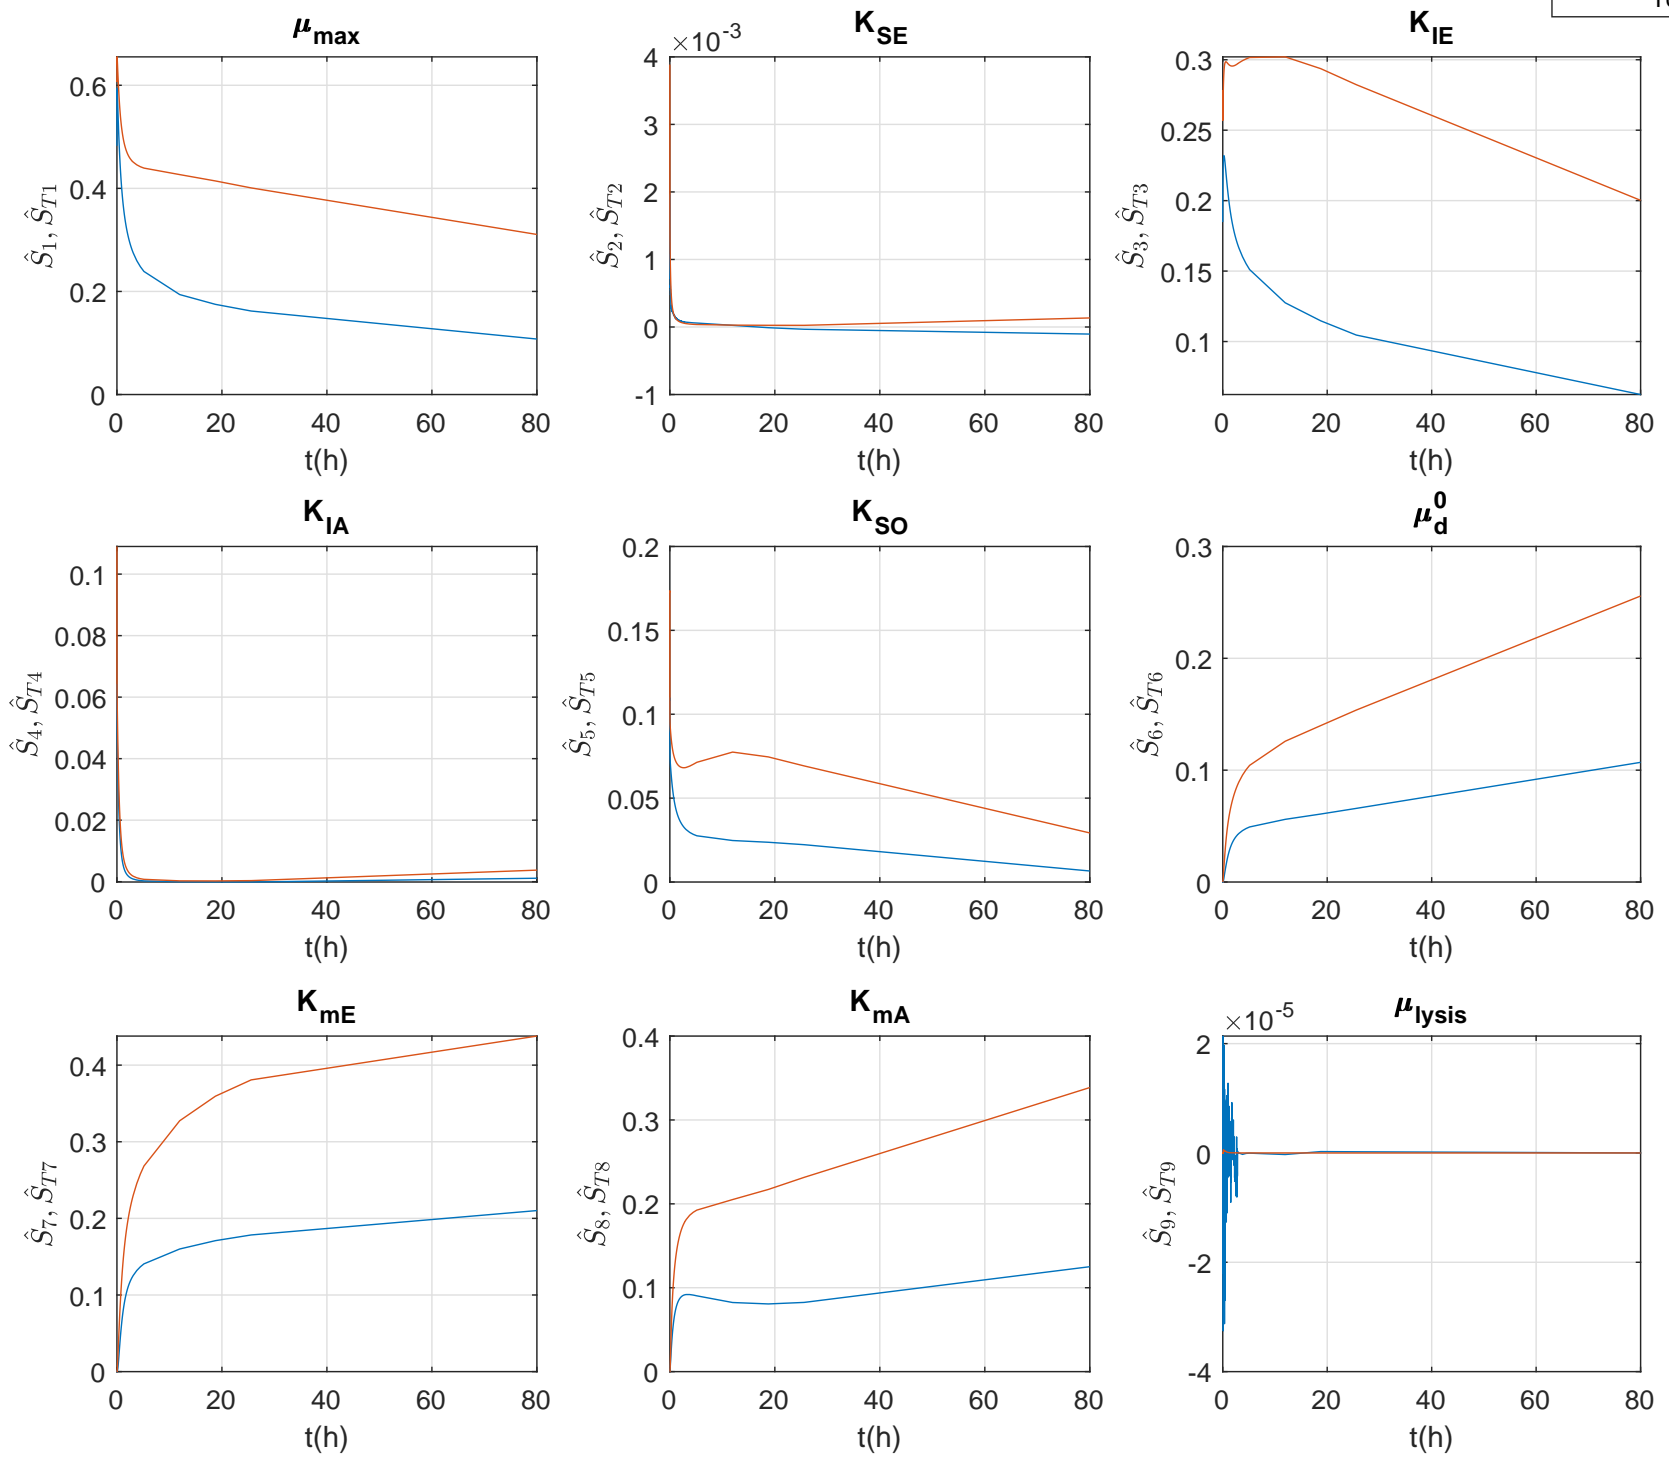 μmax
Ŝ1, ŜT1
0.6
0.4
0.2
0
0 20 40 60 80
t(h)
KSE
×10-3
Ŝ2, ŜT2
4
3
2
1
0
-1
0 20 40 60 80
t(h)
KIE
Ŝ3, ŜT3
0.3
0.25
0.2
0.15
0.1
0 20 40 60 80
t(h)
KIA
Ŝ4, ŜT4
0.1
0.08
0.06
0.04
0.02
0
0 20 40 60 80
t(h)
KSO
Ŝ5, ŜT5
0.2
0.15
0.1
0.05
0
0 20 40 60 80
t(h)
μd0
Ŝ6, ŜT6
0.3
0.2
0.1
0
0 20 40 60 80
t(h)
KmE
Ŝ7, ŜT7
0.4
0.3
0.2
0.1
0
0 20 40 60 80
t(h)
KmA
Ŝ8, ŜT8
0.4
0.3
0.2
0.1
0
0 20 40 60 80
t(h)
μlysis
×10-5
Ŝ9, ŜT9
2
0
-2
-4
0 20 40 60 80
t(h)